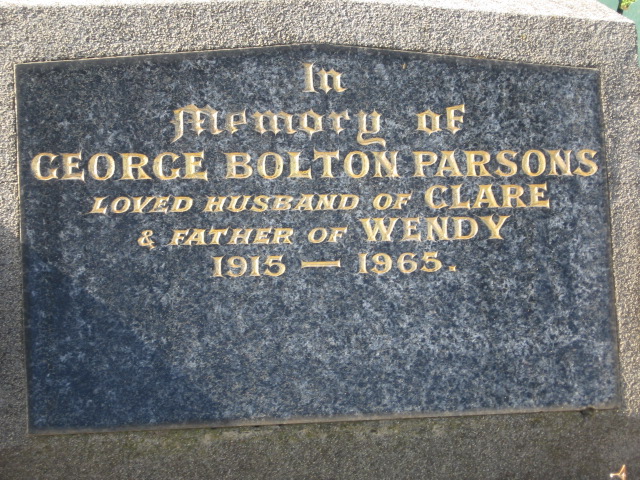 In
Memory of
GEORGE BOLTON PARSONS
LOVED HUSBAND OF CLARE
& FATHER OF WENDY
1915 — 1965.